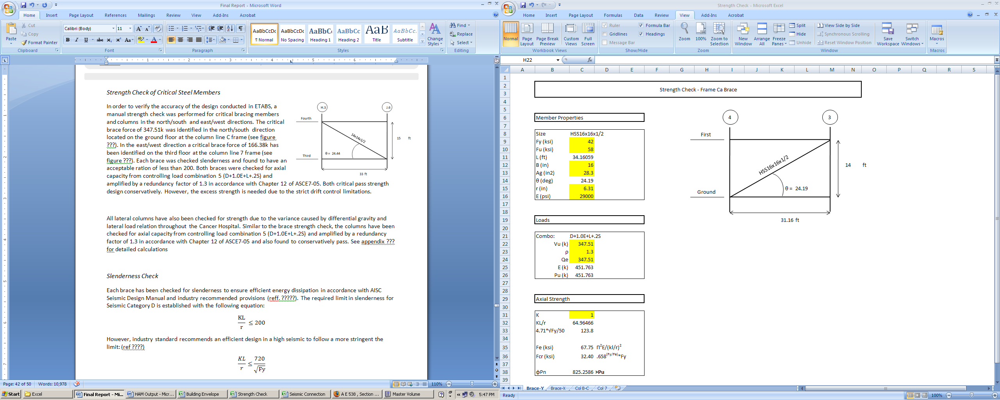 Final Report - Microsoft Word
Home Insert Page Layout References Mailings Review View Add-Ins Acrobat
Paste
Cut
Copy
Format Painter
Clipboard
Calibri (Body) 11
B I U abc x₂ x² Aa
Font
Paragraph
AaBbCcDc AaBbCcDc AaBbC AaBbCc AaB AaBbCc.
¶ Normal No Spacing Heading 1 Heading 2 Title Subtitle
Change Styles
Styles
Find
Replace
Select
Editing
1 2 3 4 5 6
Strength Check of Critical Steel Members
In order to verify the accuracy of the design conducted in ETABS, a
manual strength check was performed for critical bracing members
and columns in the north/south and east/west directions. The critical
brace force of 347.51k was identified in the north/south direction
located on the ground floor at the column line C frame (see figure
???). In the east/west direction a critical brace force of 166.38k has
been identified on the third floor at the column line 7 frame (see
figure ???). Each brace was checked slenderness and found to have an
acceptable ration of less than 200. Both braces were checked for axial
capacity from controlling load combination 5 (D+1.0E+L+.2S) and
amplified by a redundancy factor of 1.3 in accordance with Chapter 12 of ASCE7-05. Both critical pass strength
design conservatively. However, the excess strength is needed due to the strict drift control limitations.
H.3 J.6
Fourth
14x14x1/2
15 ft
θ = 24.44
Third
33 ft
All lateral columns have also been checked for strength due to the variance caused by differential gravity and
lateral load relation throughout the Cancer Hospital. Similar to the brace strength check, the columns have been
checked for axial capacity from controlling load combination 5 (D+1.0E+L+.2S) and amplified by a redundancy
factor of 1.3 in accordance with Chapter 12 of ASCE7-05 and also found to conservatively pass. See appendix ???
for detailed calculations
Slenderness Check
Each brace has been checked for slenderness to ensure efficient energy dissipation in accordance with AISC
Seismic Design Manual and industry recommended provisions (reff. ?????). The required limit in slenderness for
Seismic Category D is established with the following equation:
KL/r ≤ 200
However, industry standard recommends an efficient design in a high seismic to follow a more stringent the
limit: (ref ????)
KL/r ≤ 720/√Fy
Page: 42 of 50 Words: 10,978 110%
Start Excel Final Report - Mi... HAM Output - Micr... Building Envelope Strength Check Seismic Connection A E 538 , Section ... Master Volume « 5:47 PM
Strength Check - Microsoft Excel
Home Insert Page Layout Formulas Data Review View Add-Ins Acrobat
Normal Page Layout Page Break Preview Custom Views Full Screen
Workbook Views
Ruler Formula Bar
Gridlines Headings
Message Bar
Show/Hide
Zoom 100% Zoom to Selection
Zoom
New Window Arrange All Freeze Panes
Split
Hide
Unhide
View Side by Side
Synchronous Scrolling
Reset Window Position
Save Workspace Switch Windows
Window
Macros
Macros
H22 fx
A B C D E F G H I J K L M N O P Q R S
1
2
3 Strength Check - Frame Ca Brace
4
5
6 Member Properties
7
8 Size HSS16x16x1/2
9 Fy (ksi) 42
10 Fu (ksi) 58
11 L (ft) 34.16059
12 B (in) 16
13 Ag (in2) 28.3
14 θ (deg) 24.19
15 r (in) 6.31
16 E (psi) 29000
17
18
19 Loads
20
21 Combo: D+1.0E+L+.2S
22 Vu (k) 347.51
23 ρ 1.3
24 Qe 347.51
25 E (k) 451.763
26 Pu (k) 451.763
27
28
29 Axial Strength
30
31 K 1
32 KL/r 64.96466
33 4.71*√Fy/50 123.8
34
35 Fe (ksi) 67.75 Π²E/(kl/r)²
36 Fcr (ksi) 32.40 .658^(Fy/Fe)*Fy
37
38 ϕPn 825.2586 >Pu
39
4 3
First
HSS16x16x1/2
14 ft
θ = 24.19
Ground
31.16 ft
Brace-Y Brace-X Col B-C Col 7
Ready 100%